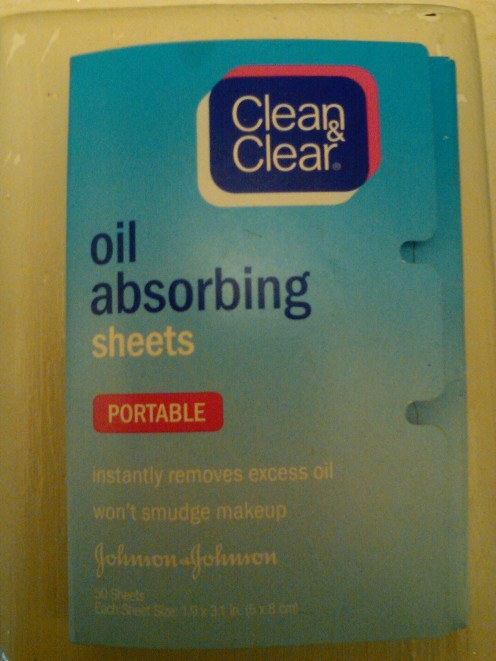 Clean
&
Clear®
oil
absorbing
sheets
PORTABLE
instantly removes excess oil
won't smudge makeup
Johnson & Johnson
50 Sheets
Each Sheet Size: 1.9 x 3.1 in. (5 x 8 cm)